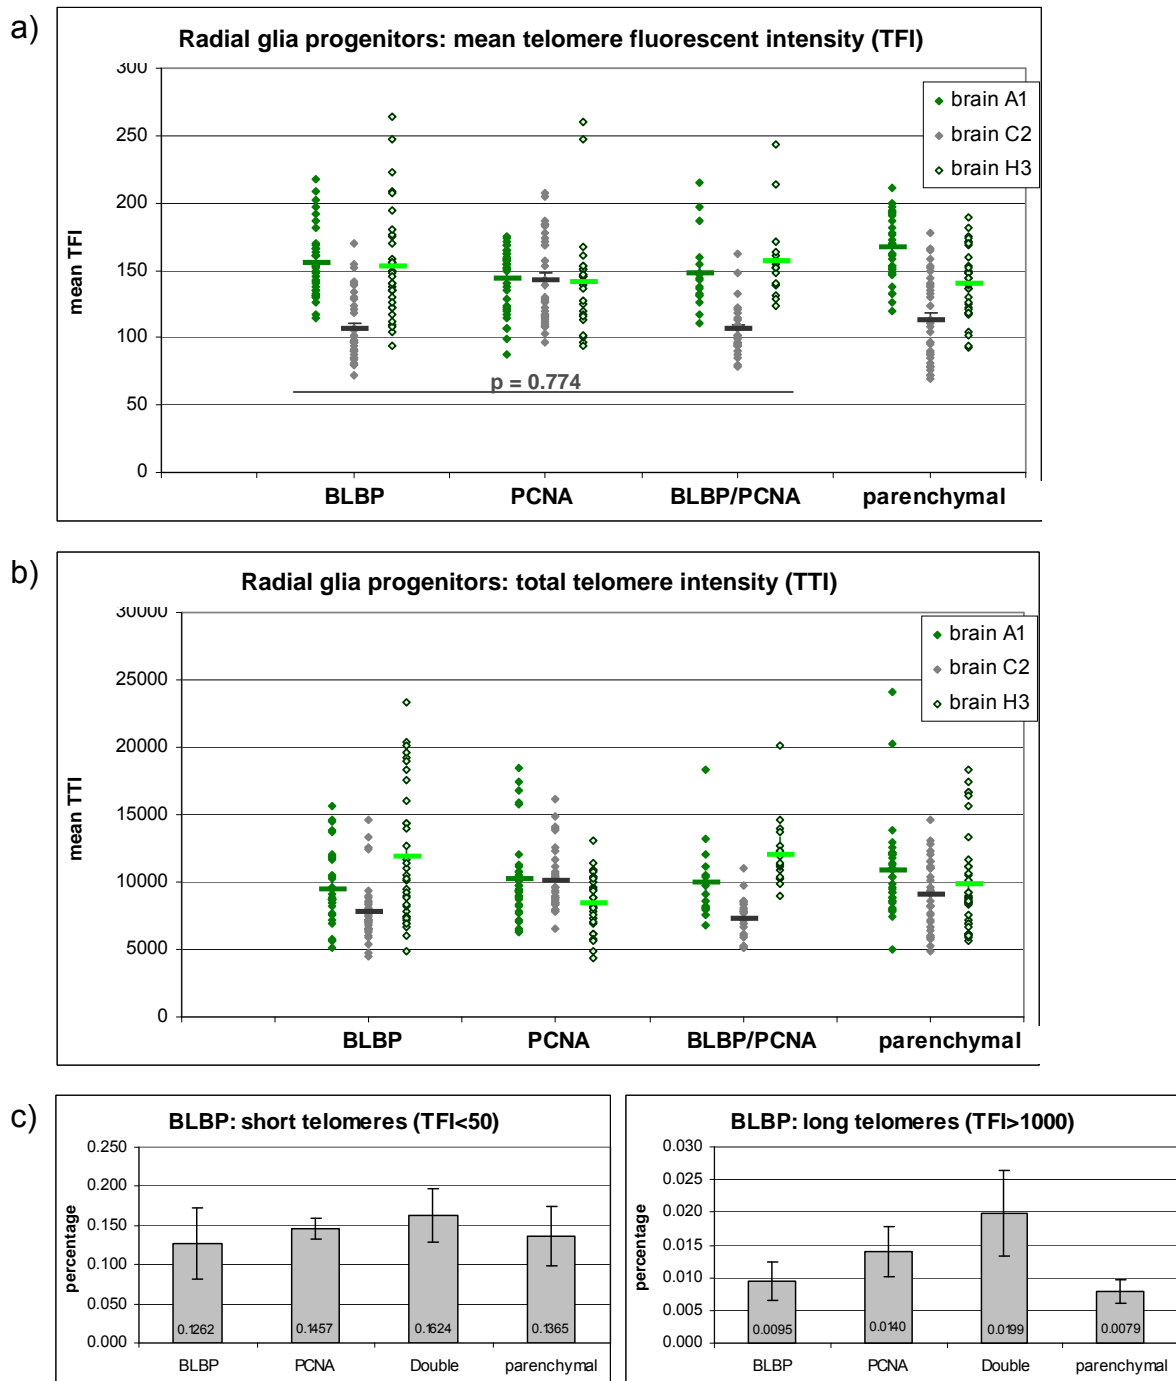 a)
Radial glia progenitors: mean telomere fluorescent intensity (TFI)
300
250
200
150
100
50
0
mean TFI
brain A1
brain C2
brain H3
p = 0.774
BLBP PCNA BLBP/PCNA parenchymal
b)
Radial glia progenitors: total telomere intensity (TTI)
30000
25000
20000
15000
10000
5000
0
mean TTI
brain A1
brain C2
brain H3
BLBP PCNA BLBP/PCNA parenchymal
c)
BLBP: short telomeres (TFI<50)
0.250
0.200
0.150
0.100
0.050
0.000
percentage
0.1262 0.1457 0.1624 0.1365
BLBP PCNA Double parenchymal
BLBP: long telomeres (TFI>1000)
0.030
0.025
0.020
0.015
0.010
0.005
0.000
percentage
0.0095 0.0140 0.0199 0.0079
BLBP PCNA Double parenchymal